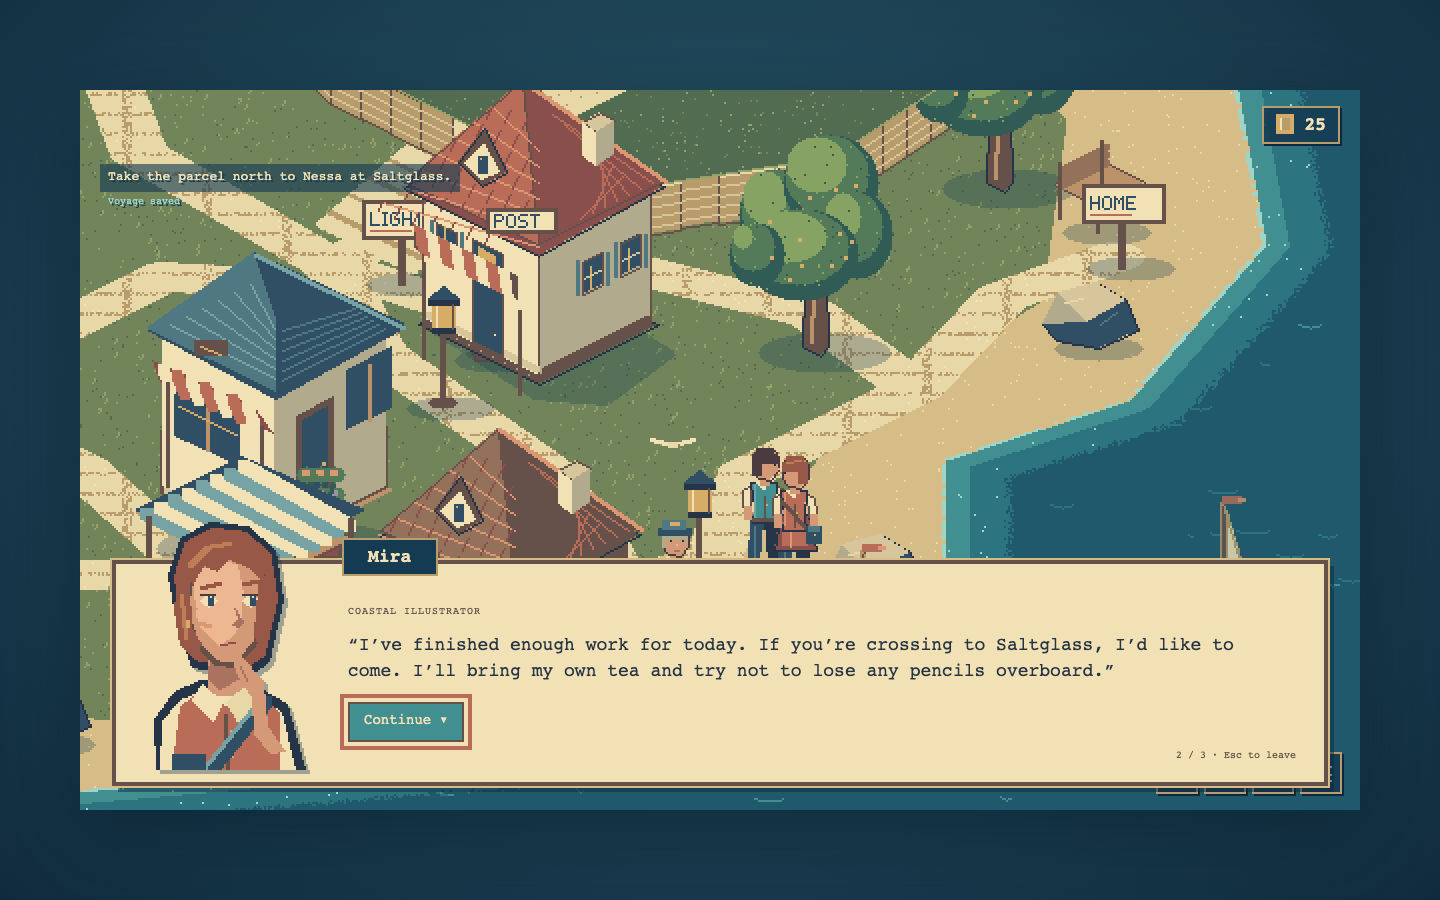 25
Take the parcel north to Nessa at Saltglass.
Voyage saved
LIGH
POST
HOME
Mira
COASTAL ILLUSTRATOR
“I’ve finished enough work for today. If you’re crossing to Saltglass, I’d like to
come. I’ll bring my own tea and try not to lose any pencils overboard.”
Continue ▾
2 / 3 · Esc to leave